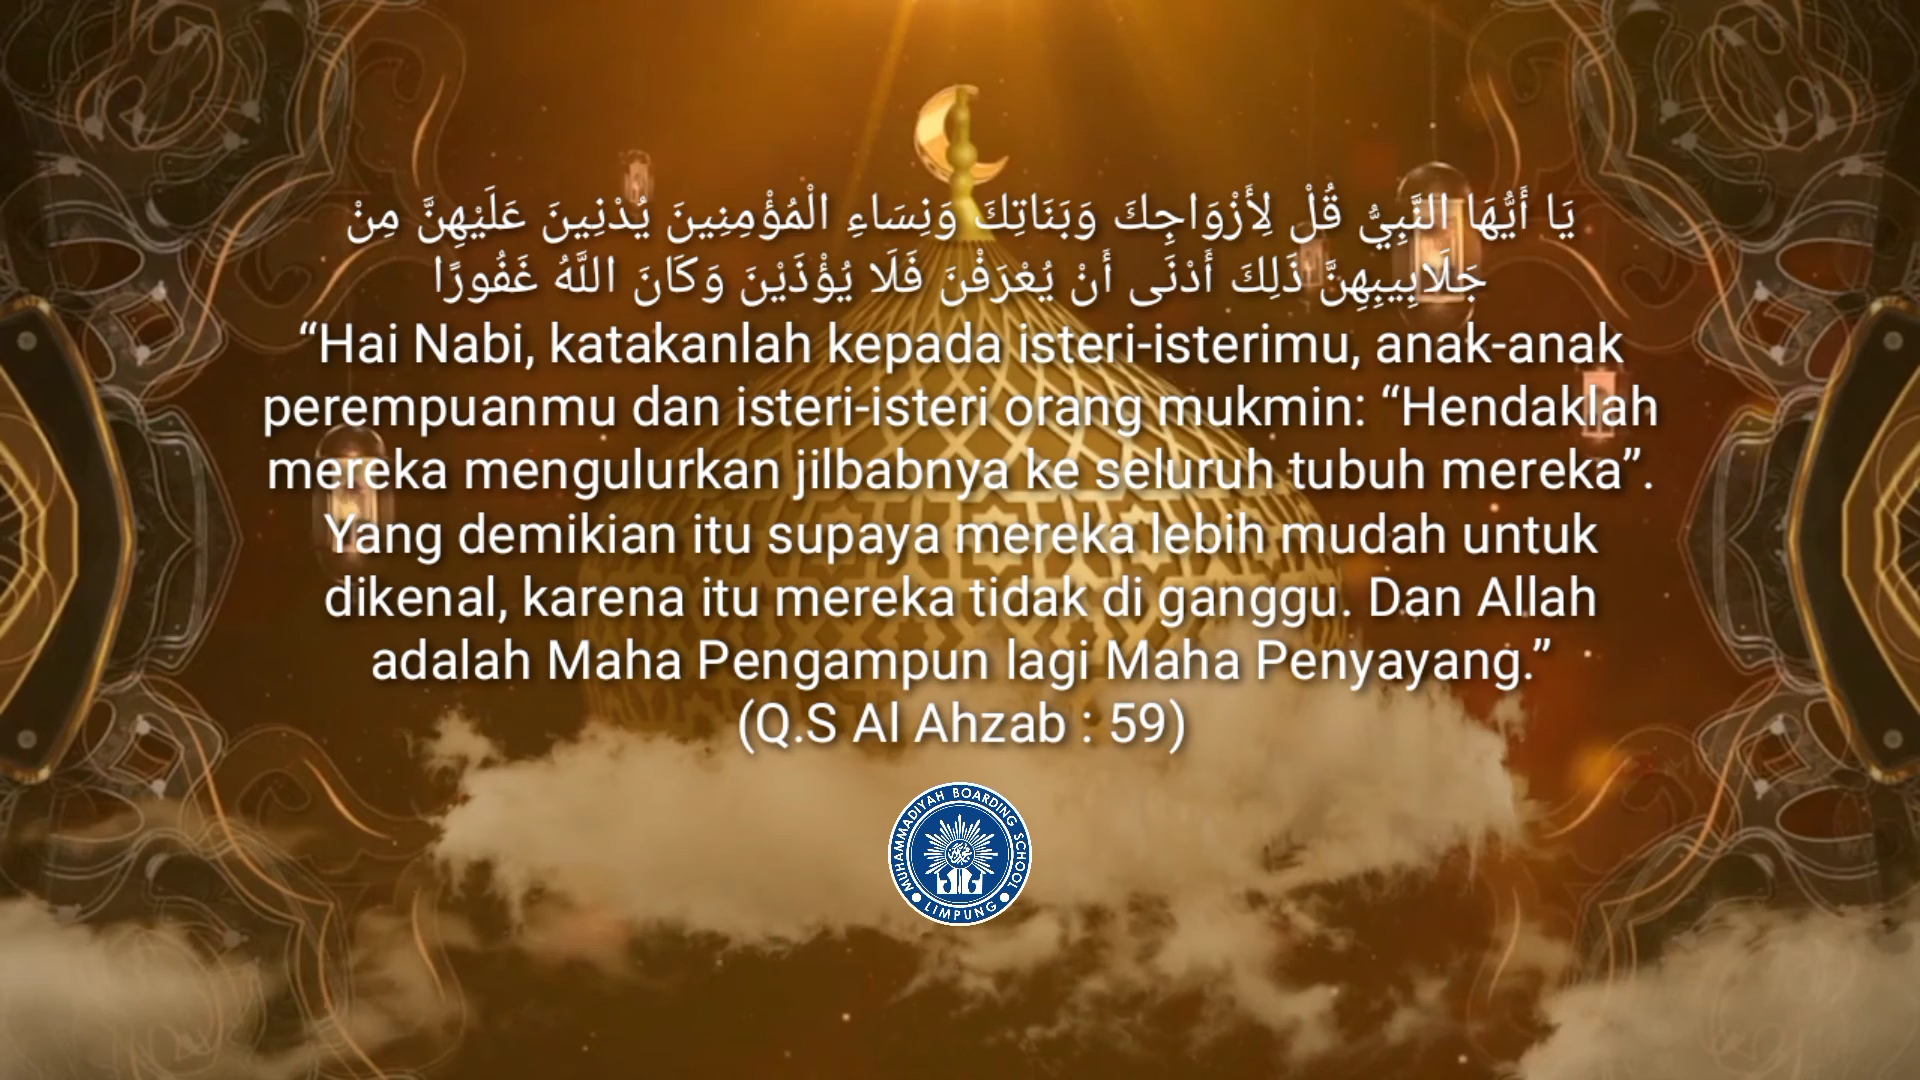 يَا أَيُّهَا النَّبِيُّ قُلْ لِأَزْوَاجِكَ وَبَنَاتِكَ وَنِسَاءِ الْمُؤْمِنِينَ يُدْنِينَ عَلَيْهِنَّ مِنْ
جَلَابِيبِهِنَّ ذَلِكَ أَدْنَى أَنْ يُعْرَفْنَ فَلَا يُؤْذَيْنَ وَكَانَ اللَّهُ غَفُورًا
“Hai Nabi, katakanlah kepada isteri-isterimu, anak-anak
perempuanmu dan isteri-isteri orang mukmin: “Hendaklah
mereka mengulurkan jilbabnya ke seluruh tubuh mereka”.
Yang demikian itu supaya mereka lebih mudah untuk
dikenal, karena itu mereka tidak di ganggu. Dan Allah
adalah Maha Pengampun lagi Maha Penyayang.”
(Q.S Al Ahzab : 59)
MUHAMMADIYAH BOARDING SCHOOL
LIMPUNG